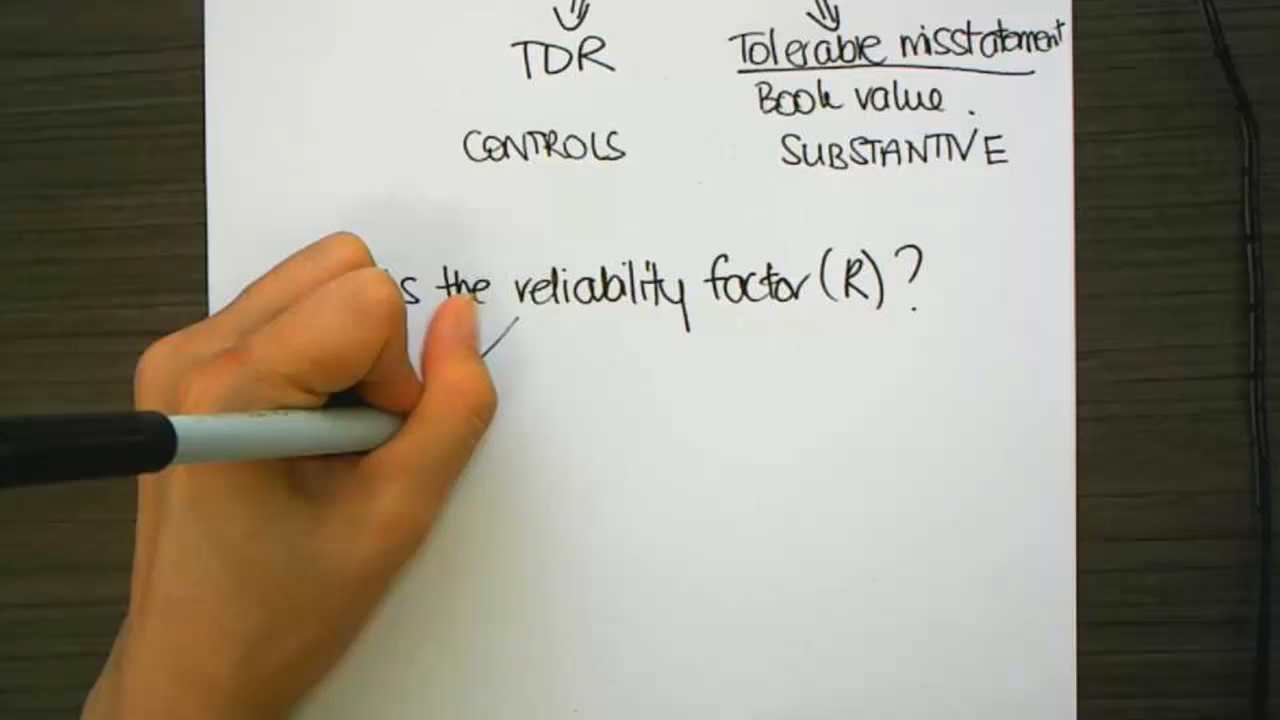 TDR
Tolerable misstatement
Book value .
CONTROLS
SUBSTANTIVE
the reliability factor (R) ?